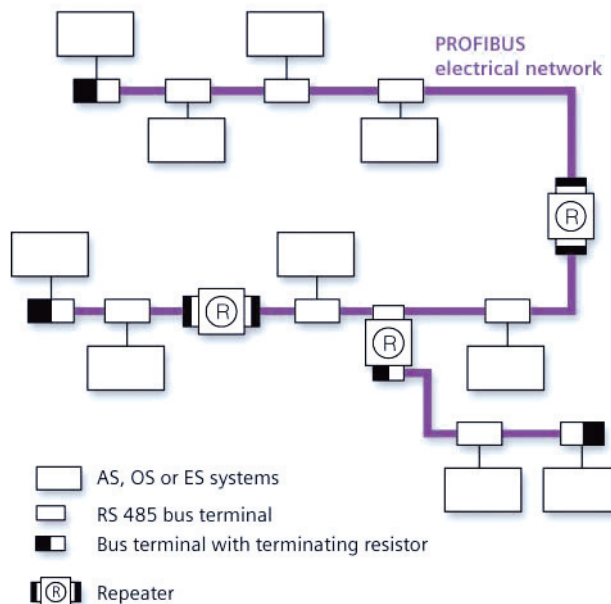 PROFIBUS
electrical network
R
R
R
AS, OS or ES systems
RS 485 bus terminal
Bus terminal with terminating resistor
R
Repeater